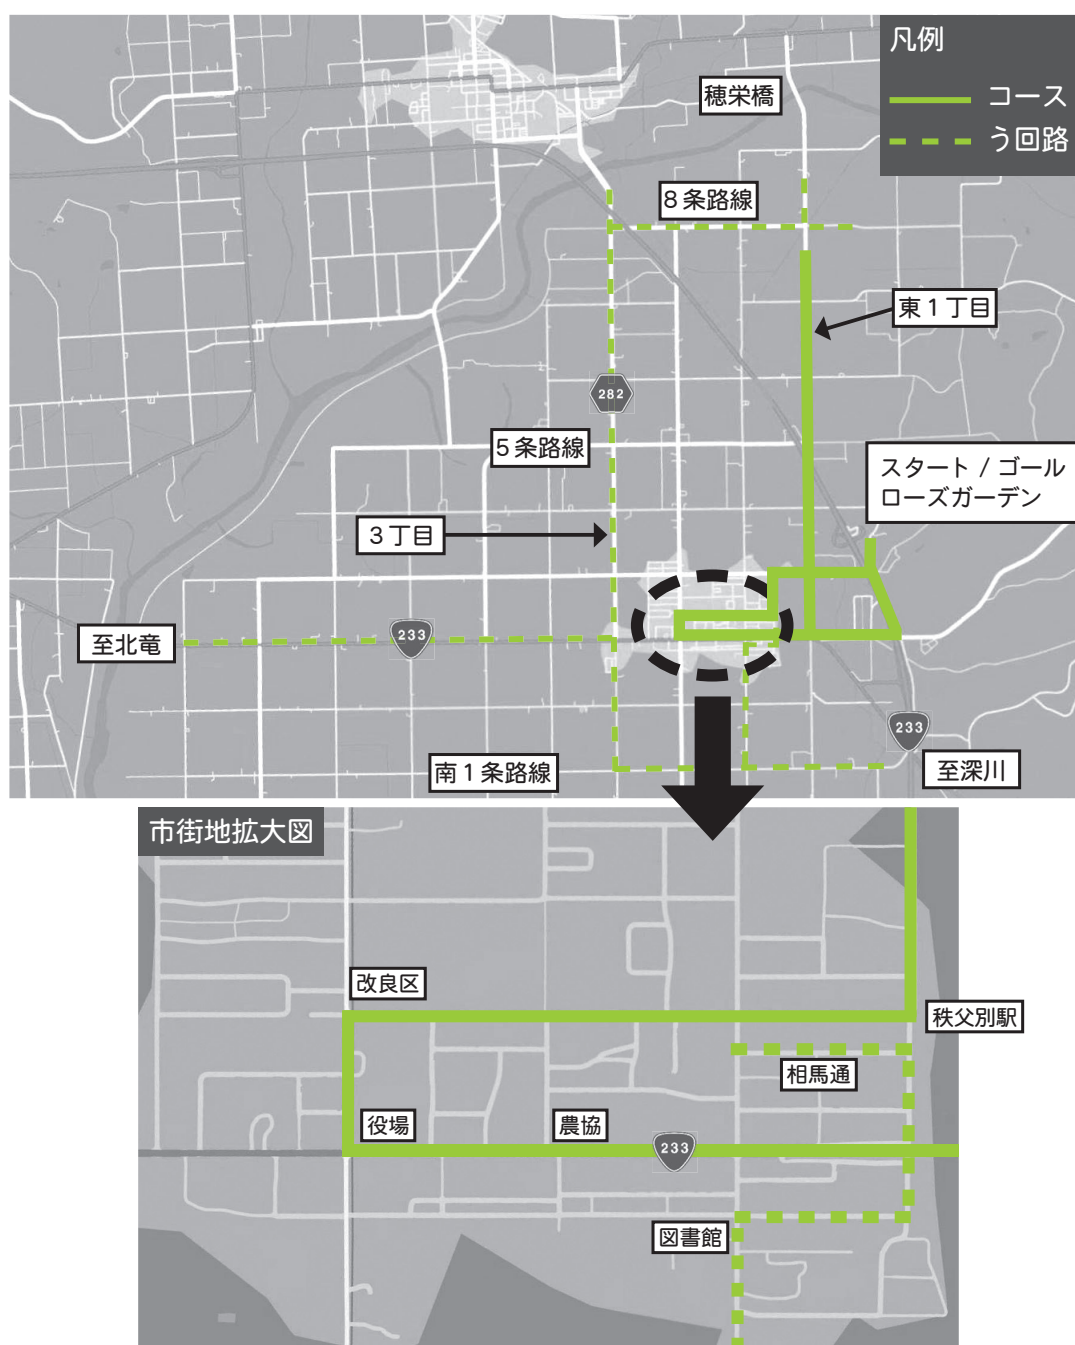 凡例
コース
う回路
穂栄橋
8条路線
東1丁目
282
5条路線
スタート / ゴール
ローズガーデン
3丁目
至北竜
233
233
南1条路線
至深川
市街地拡大図
改良区
秩父別駅
相馬通
役場
農協
233
図書館